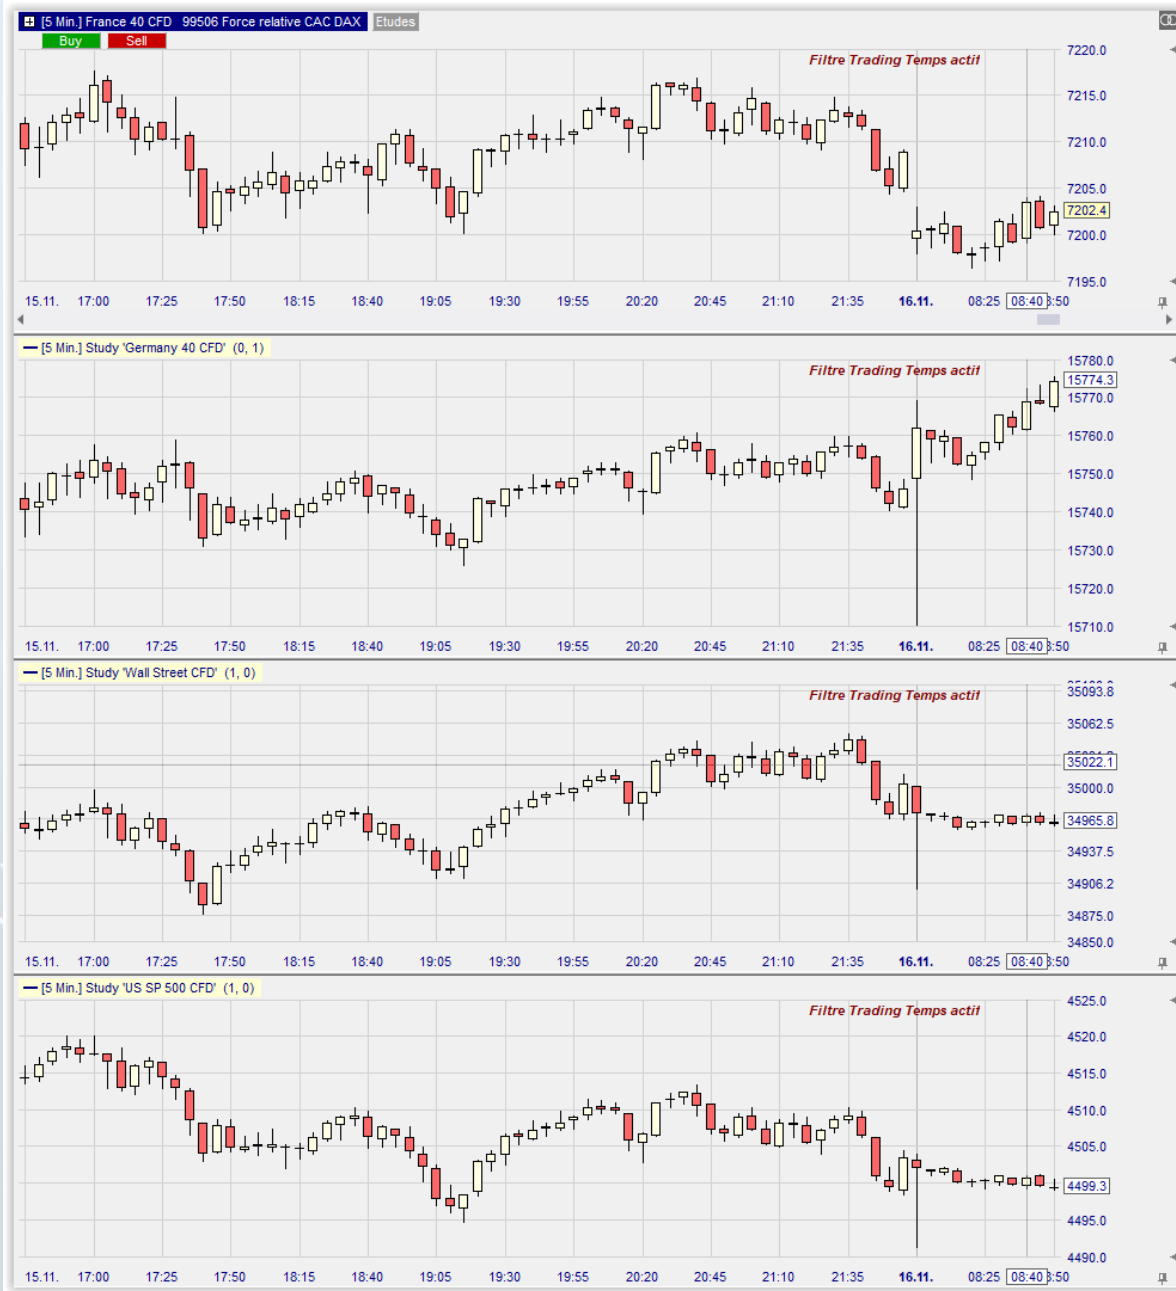 [5 Min.] France 40 CFD 99506 Force relative CAC DAX Etudes
Buy Sell
Filtre Trading Temps actif
7220.0
7215.0
7210.0
7205.0
7202.4
7200.0
7195.0
15.11. 17:00 17:25 17:50 18:15 18:40 19:05 19:30 19:55 20:20 20:45 21:10 21:35 16.11. 08:25 08:40 :50
[5 Min.] Study 'Germany 40 CFD' (0, 1)
Filtre Trading Temps actif
15780.0
15774.3
15770.0
15760.0
15750.0
15740.0
15730.0
15720.0
15710.0
15.11. 17:00 17:25 17:50 18:15 18:40 19:05 19:30 19:55 20:20 20:45 21:10 21:35 16.11. 08:25 08:40 :50
[5 Min.] Study 'Wall Street CFD' (1, 0)
Filtre Trading Temps actif
35093.8
35062.5
35022.1
35000.0
34965.8
34937.5
34906.2
34875.0
34850.0
15.11. 17:00 17:25 17:50 18:15 18:40 19:05 19:30 19:55 20:20 20:45 21:10 21:35 16.11. 08:25 08:40 :50
[5 Min.] Study 'US SP 500 CFD' (1, 0)
Filtre Trading Temps actif
4525.0
4520.0
4515.0
4510.0
4505.0
4499.3
4495.0
4490.0
15.11. 17:00 17:25 17:50 18:15 18:40 19:05 19:30 19:55 20:20 20:45 21:10 21:35 16.11. 08:25 08:40 :50